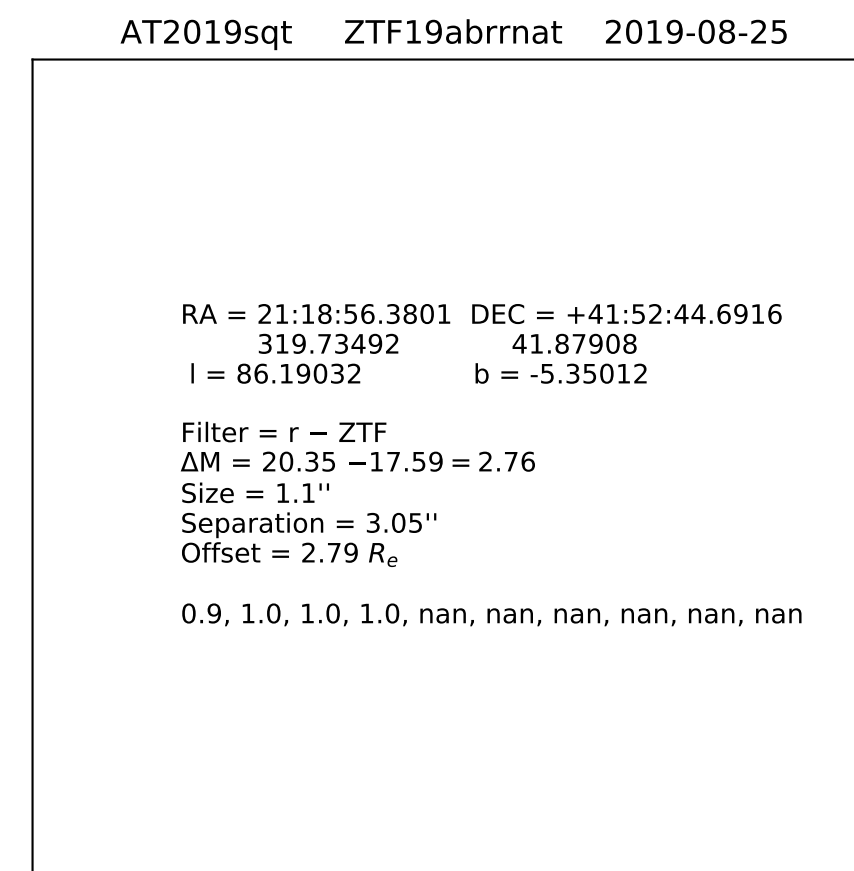 AT2019sqt ZTF19abrrnat 2019-08-25
RA = 21:18:56.3801 DEC = +41:52:44.6916
319.73492 41.87908
l = 86.19032 b = -5.35012
Filter = r − ZTF
ΔM = 20.35 −17.59 = 2.76
Size = 1.1''
Separation = 3.05''
Offset = 2.79 Re
0.9, 1.0, 1.0, 1.0, nan, nan, nan, nan, nan, nan